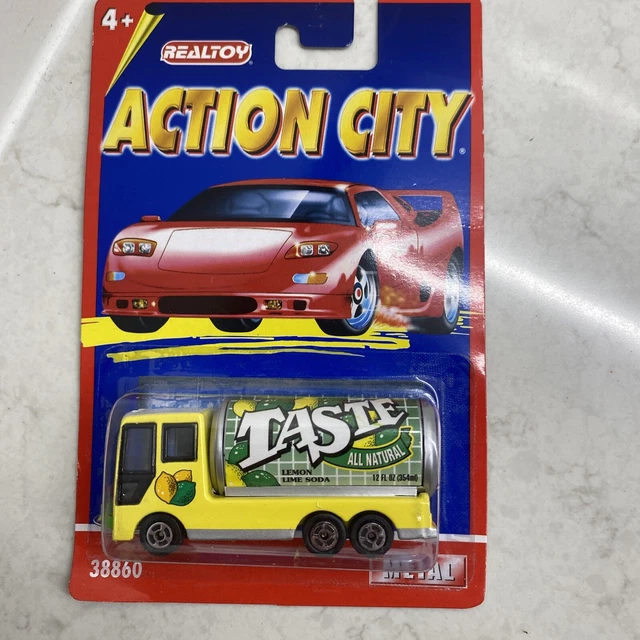 4+
REALTOY
ACTION CITY®
TASTE
ALL NATURAL
LEMON
LIME SODA
12 FL OZ (354ml)
38860
METAL